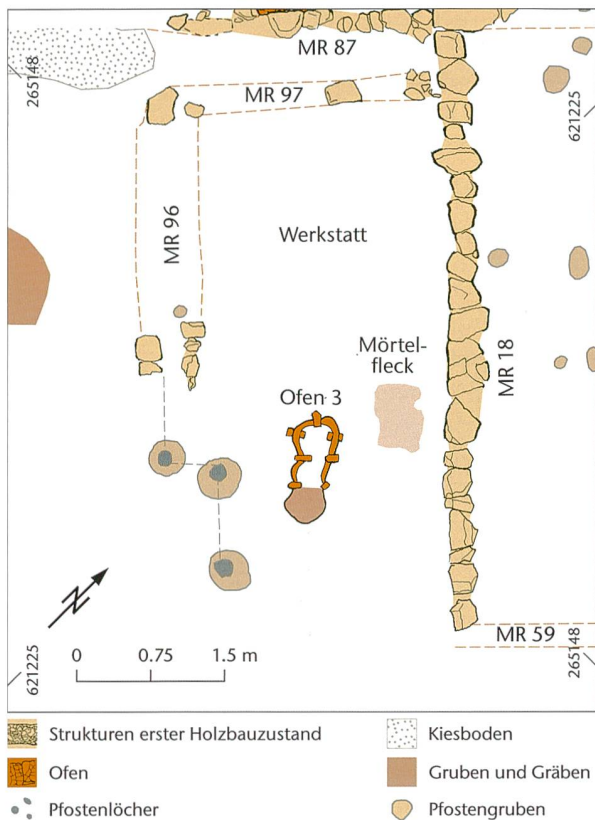 MR 87
265148
621225
MR 97
MR 96
Werkstatt
MR 18
Mörtel-
fleck
Ofen 3
N
0 0.75 1.5 m
MR 59
621225
265148
Strukturen erster Holzbauzustand
Kiesboden
Ofen
Gruben und Gräben
Pfostenlöcher
Pfostengruben